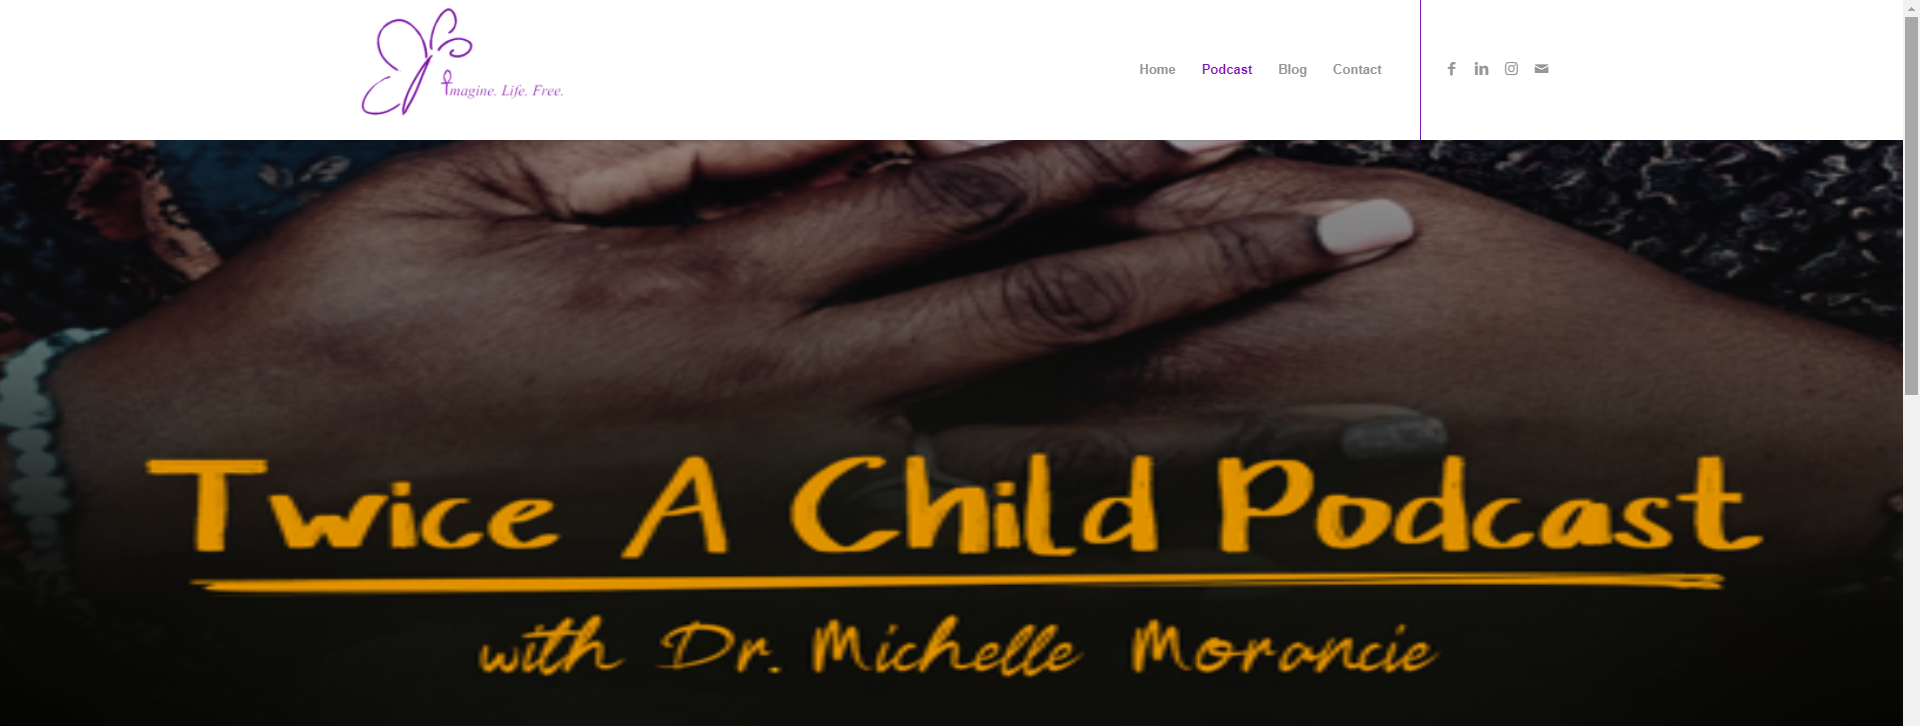 Imagine. Life. Free.
Home Podcast Blog Contact
Twice A Child Podcast
with Dr. Michelle Morancie